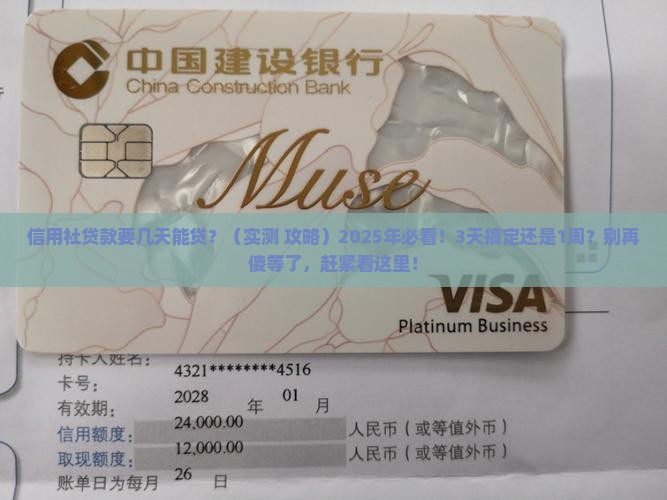 中国建设银行
China Construction Bank
Muse
信用社贷款要几天能贷？（实测 攻略）2025年必看！3天搞定还是1周？别再
傻等了，赶紧看这里！
VISA
Platinum Business
持卡人姓名：
卡号： 4321********4516
有效期： 2028 年 01 月
信用额度： 24,000.00 人民币（或等值外币）
取现额度： 12,000.00 人民币（或等值外币）
账单日为每月 26 日